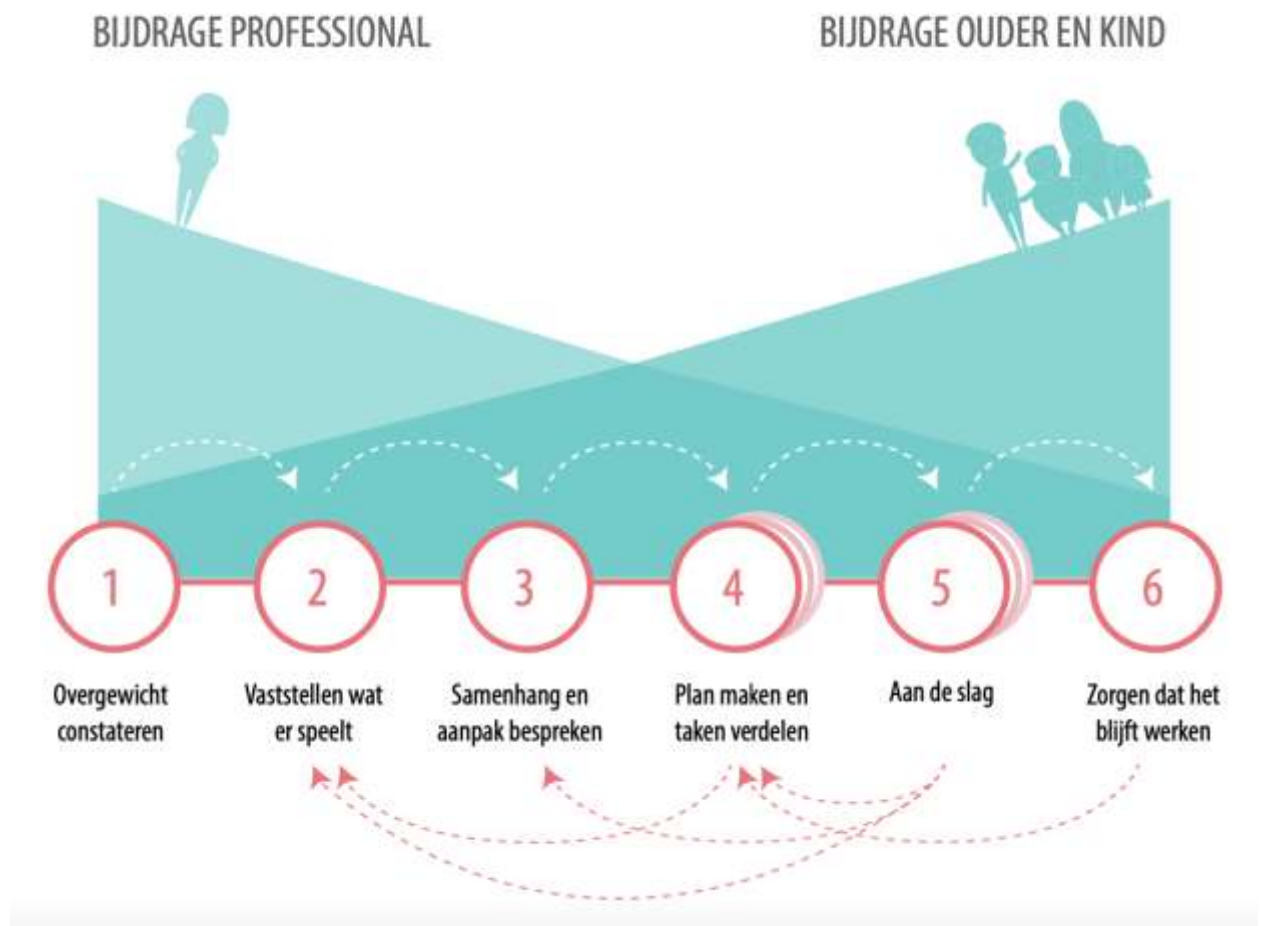 BIJDRAGE PROFESSIONAL
BIJDRAGE OUDER EN KIND
1
2
3
4
5
6
Overgewicht
constateren
Vaststellen wat
er speelt
Samenhang en
aanpak bespreken
Plan maken en
taken verdelen
Aan de slag
Zorgen dat het
blijft werken